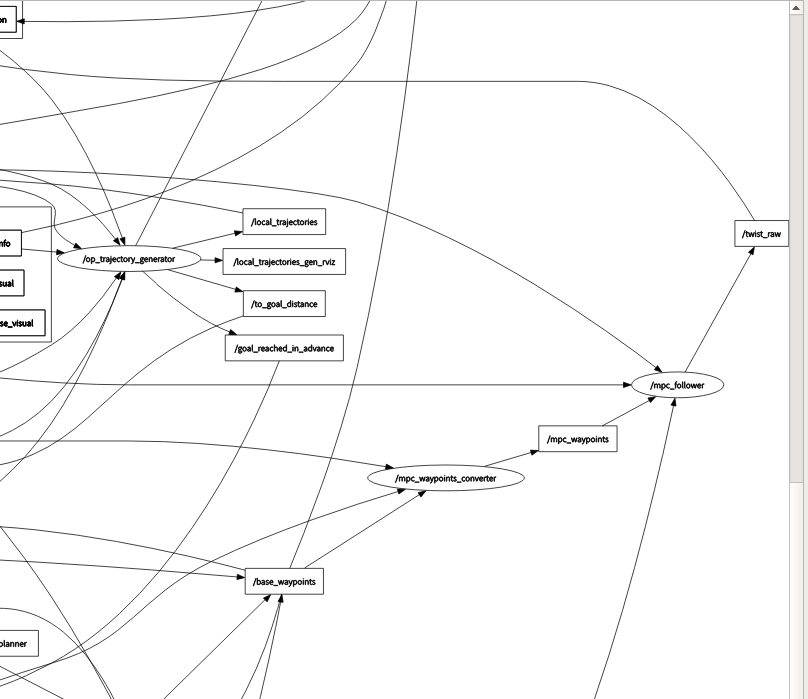 on
/twist_raw
/local_trajectories
nfo
/op_trajectory_generator
/local_trajectories_gen_rviz
sual
/to_goal_distance
se_visual
/goal_reached_in_advance
/mpc_follower
/mpc_waypoints
/mpc_waypoints_converter
/base_waypoints
planner